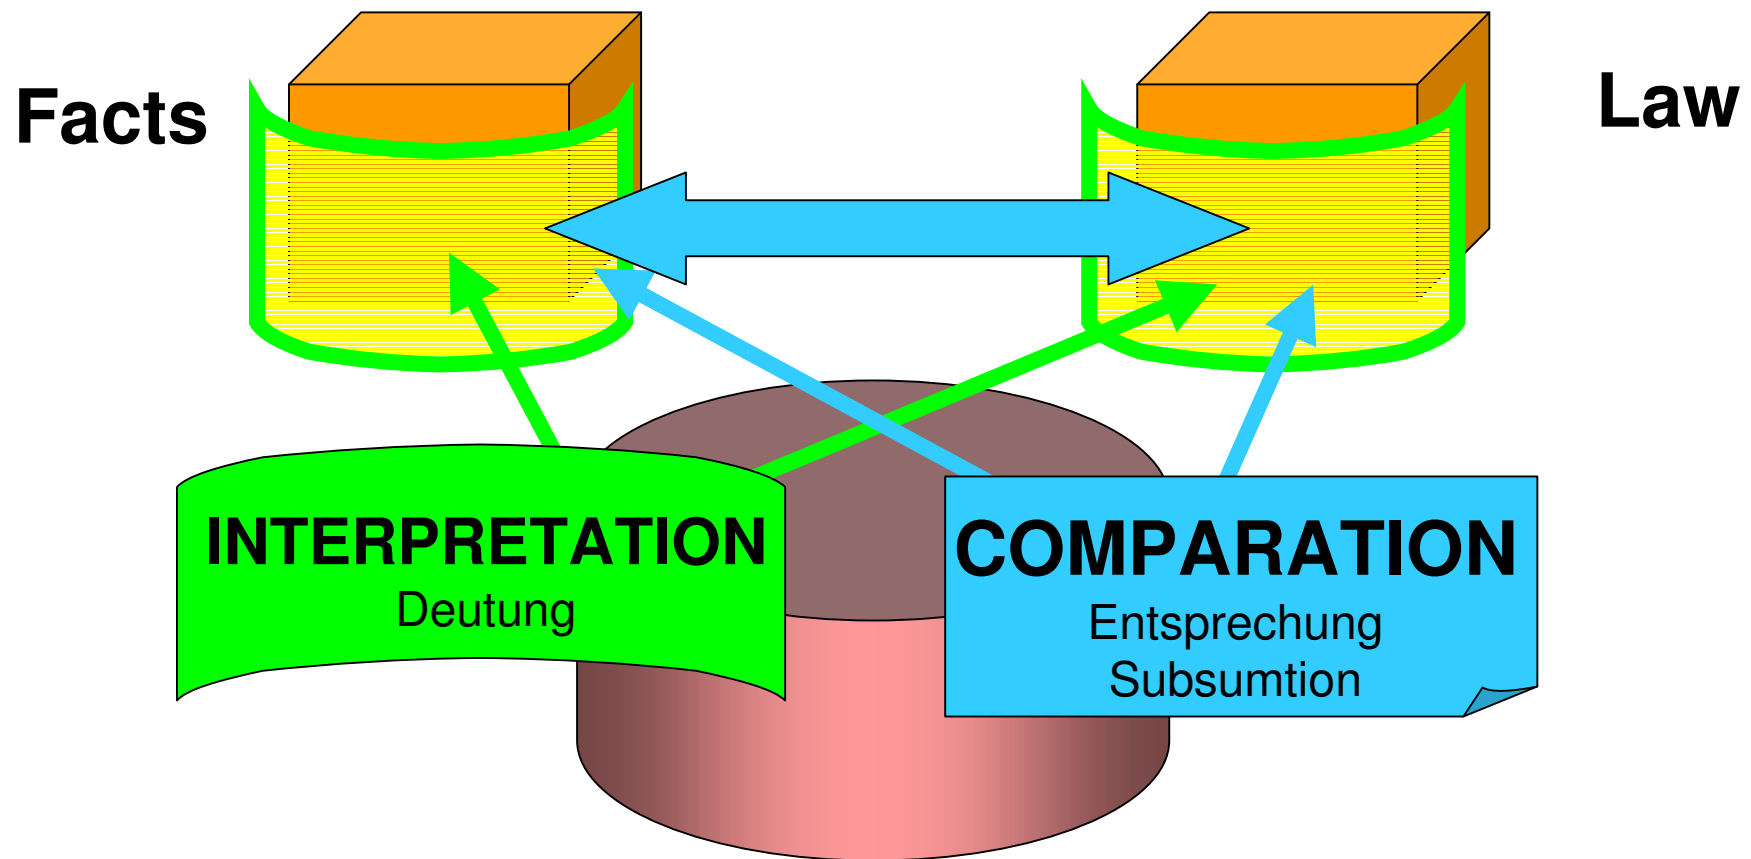 Facts
Law
INTERPRETATION
Deutung
COMPARATION
Entsprechung
Subsumtion